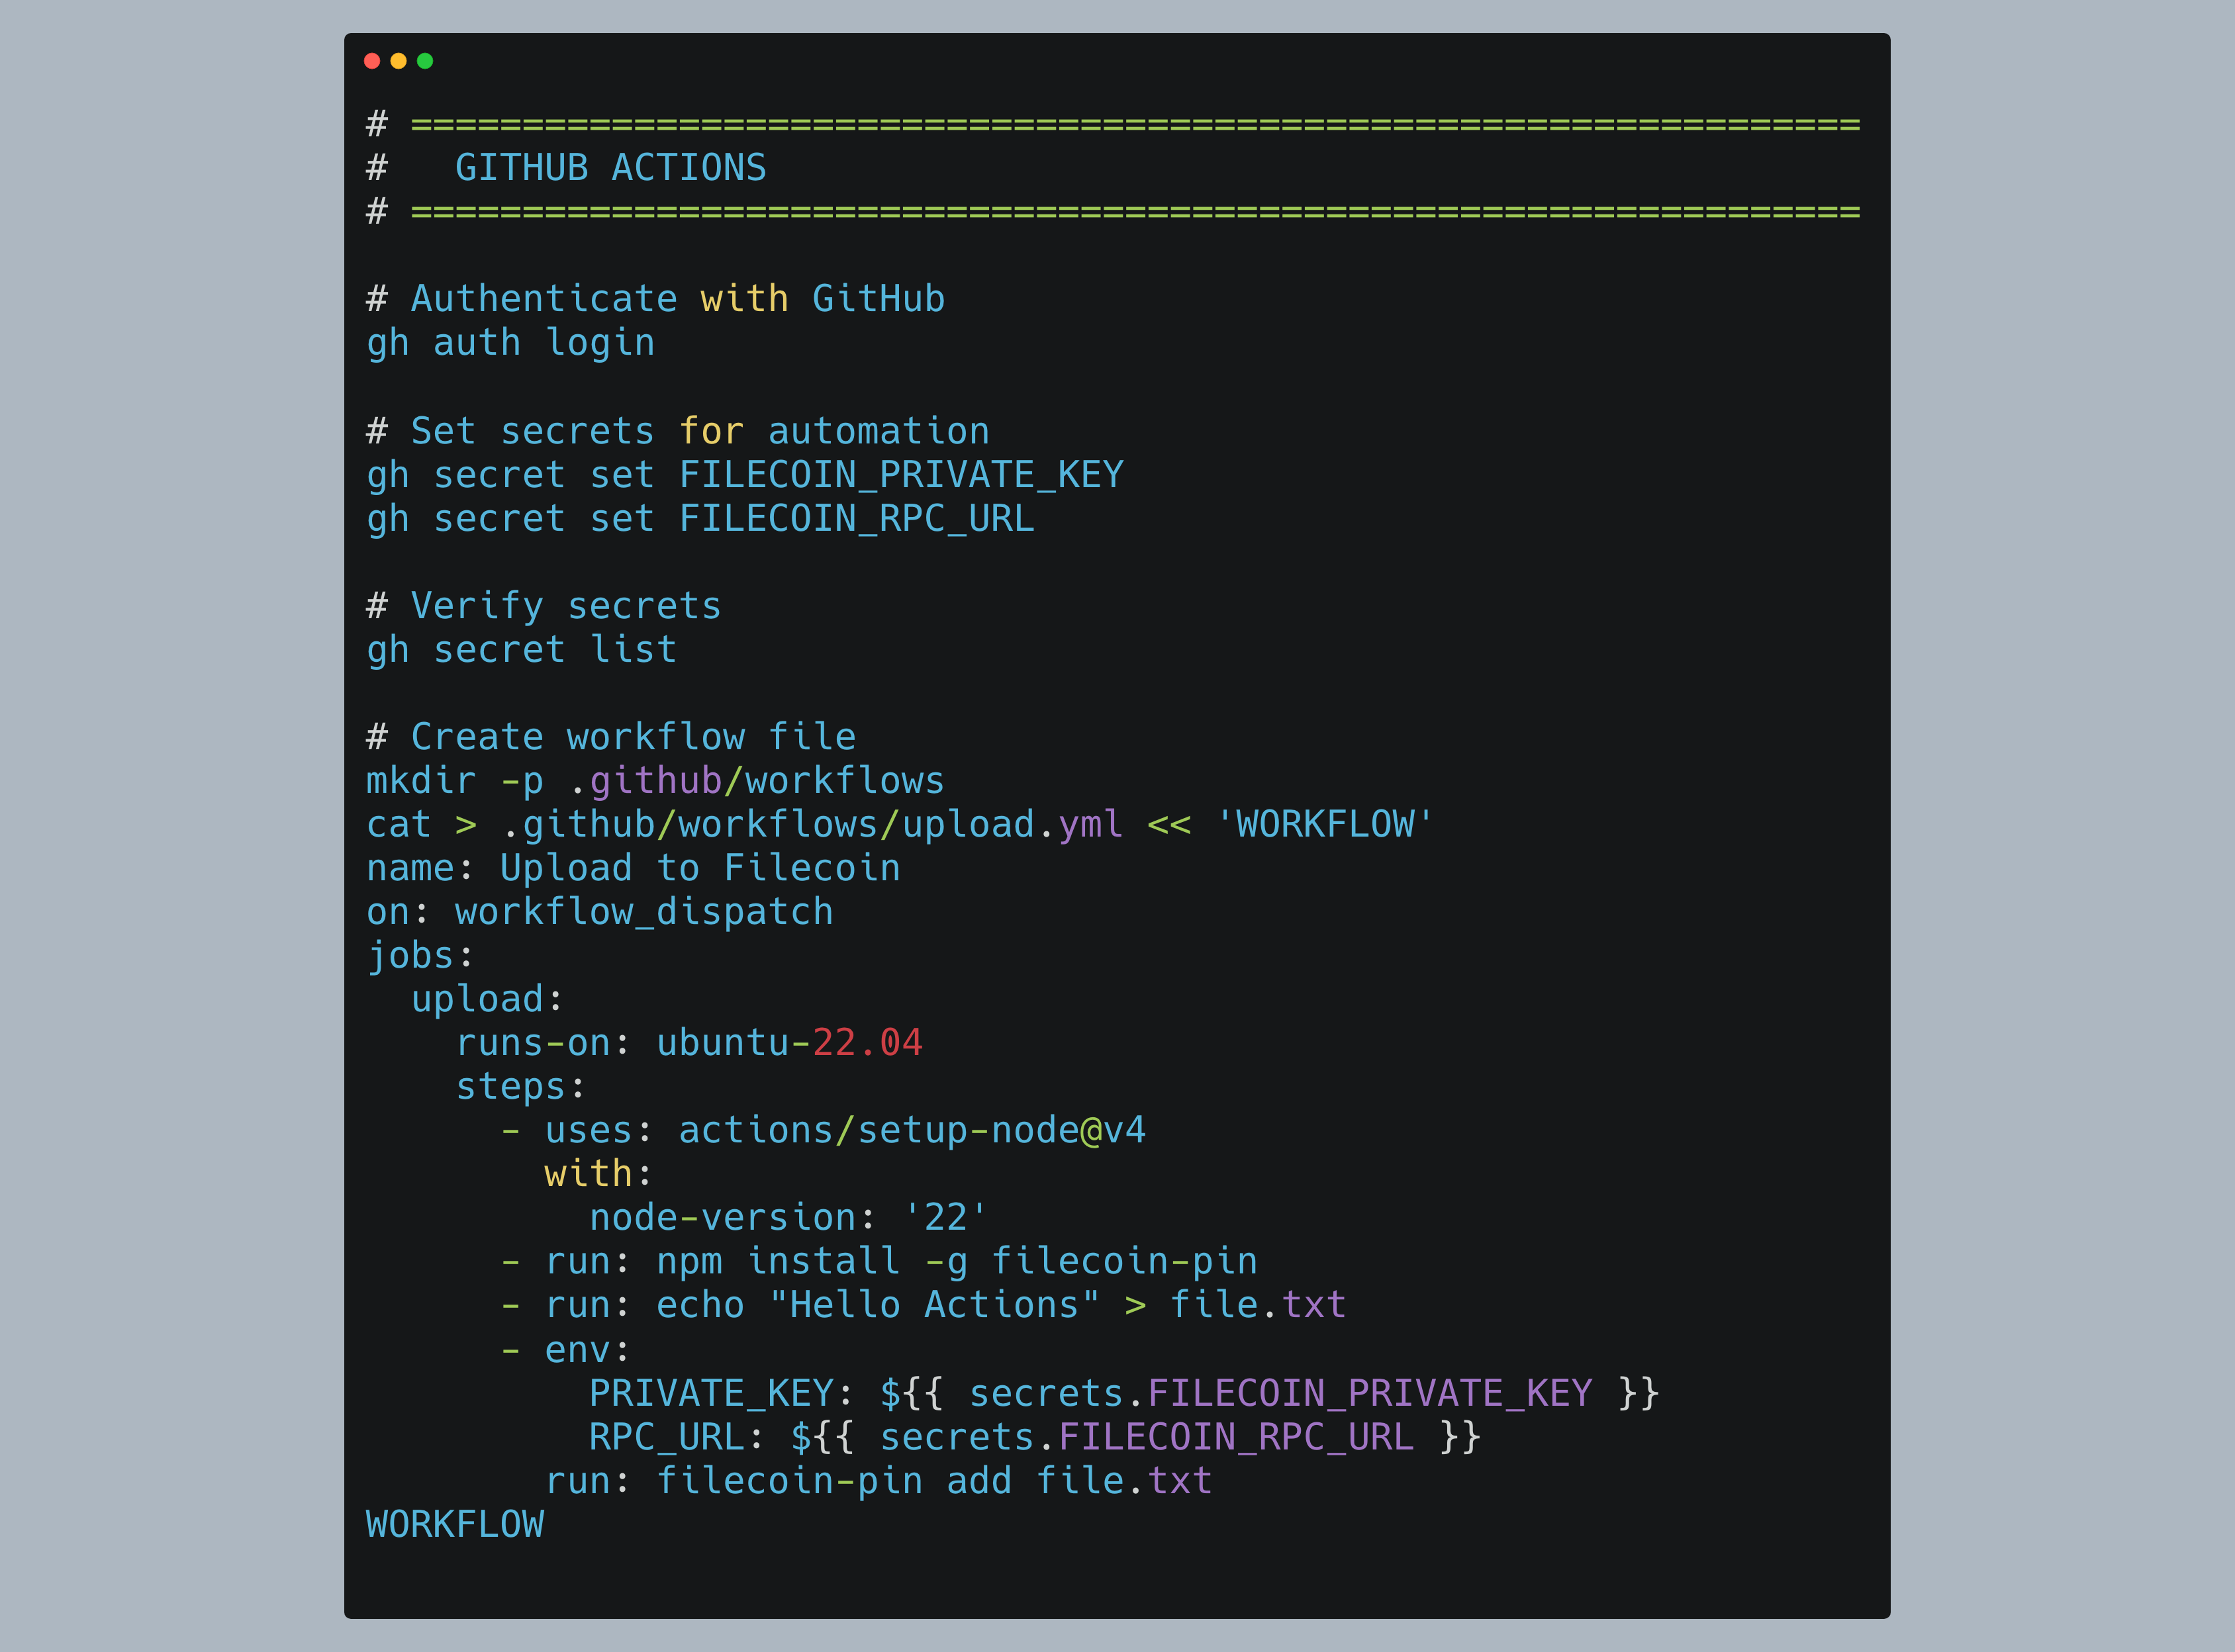 # =================================================================
#   GITHUB ACTIONS
# =================================================================

# Authenticate with GitHub
gh auth login

# Set secrets for automation
gh secret set FILECOIN_PRIVATE_KEY
gh secret set FILECOIN_RPC_URL

# Verify secrets
gh secret list

# Create workflow file
mkdir -p .github/workflows
cat > .github/workflows/upload.yml << 'WORKFLOW'
name: Upload to Filecoin
on: workflow_dispatch
jobs:
  upload:
    runs-on: ubuntu-22.04
    steps:
      - uses: actions/setup-node@v4
        with:
          node-version: '22'
      - run: npm install -g filecoin-pin
      - run: echo "Hello Actions" > file.txt
      - env:
          PRIVATE_KEY: ${{ secrets.FILECOIN_PRIVATE_KEY }}
          RPC_URL: ${{ secrets.FILECOIN_RPC_URL }}
        run: filecoin-pin add file.txt
WORKFLOW